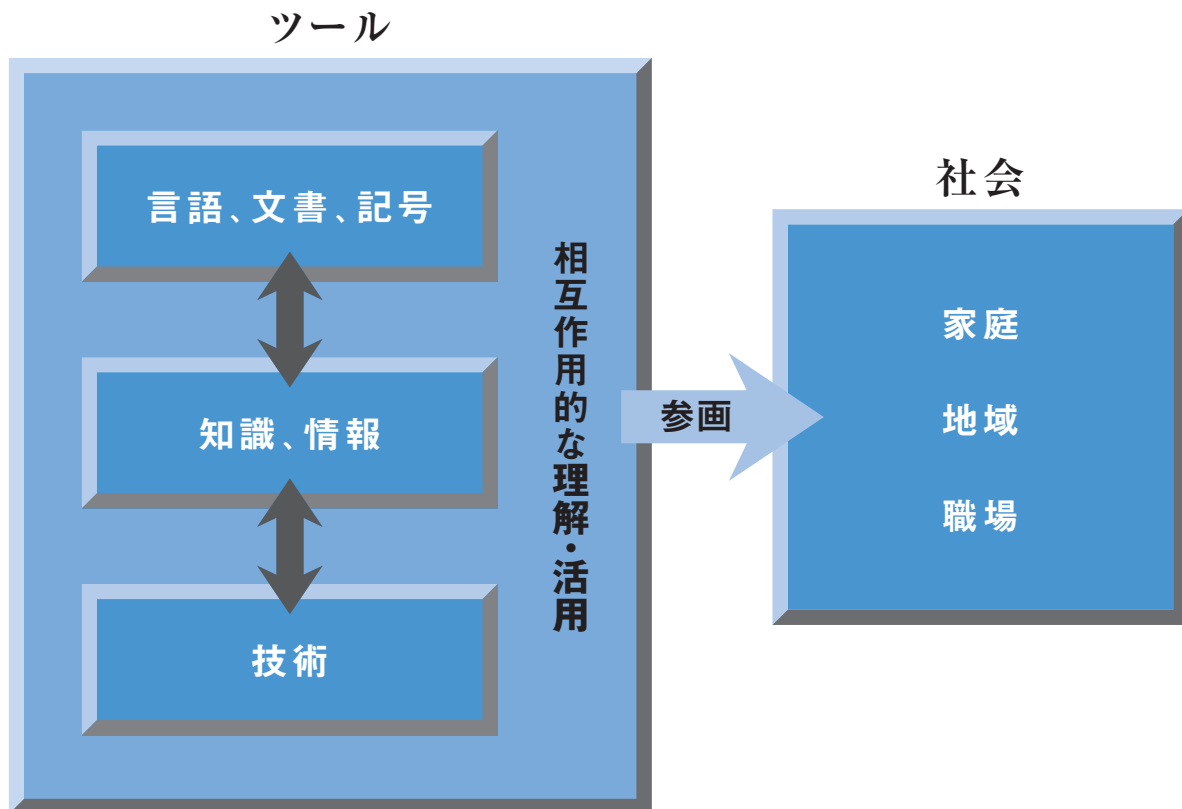 ツール
言語、文書、記号
知識、情報
技術
相互作用的な理解・活用
参画
社会
家庭
地域
職場